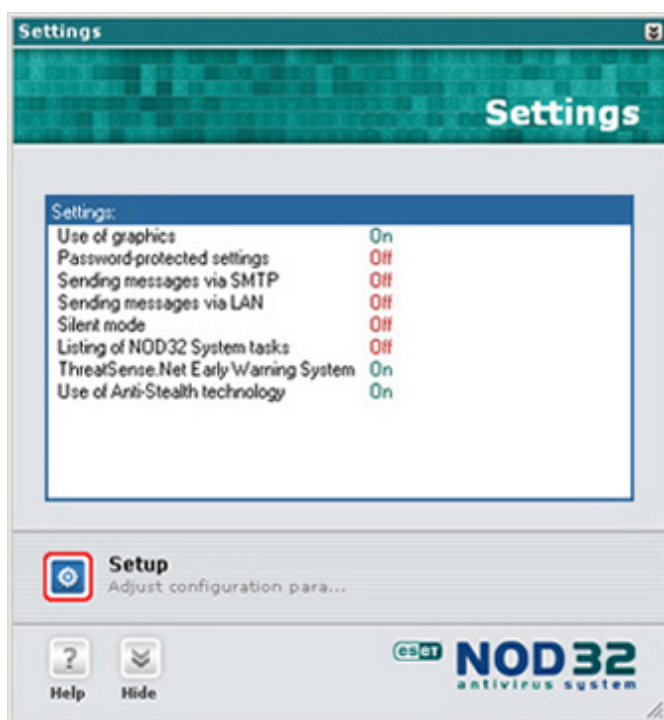 Settings
Settings
Settings:
Use of graphics On
Password-protected settings Off
Sending messages via SMTP Off
Sending messages via LAN Off
Silent mode Off
Listing of NOD32 System tasks Off
ThreatSense.Net Early Warning System On
Use of Anti-Stealth technology On
Setup
Adjust configuration para...
? Help
Hide
eseT NOD32
antivirus system